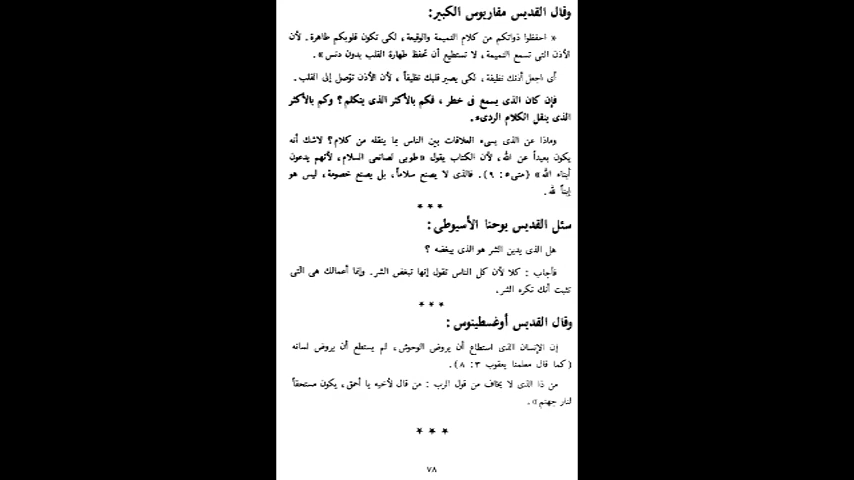 وقال القديس مقاريوس الكبير:
« احفظوا ذواتكم من كلام النميمة والوقيعة ، لكى تكون قلوبكم طاهرة . لأن
الأذن التى تسمع النميمة ، لا تستطيع أن تحفظ طهارة القلب بدون دنس » .
أى اجعل أذنك نظيفة ، لكى يصير قلبك نظيفاً ، لأن الأذن توصل إلى القلب .
فإن كان الذى يسمع فى خطر ، فكم بالأكثر الذى يتكلم ؟ وكم بالأكثر
الذى ينقل الكلام الردىء .
وماذا عن الذى يسىء العلاقات بين الناس بما ينقله من كلام ؟ لاشك أنه
يكون بعيداً عن الله ، لأن الكتاب يقول «طوبى لصانعى السلام ، لأنهم يدعون
أبناء الله » (متى٥ : ٩) . فالذى لا يصنع سلاماً ، بل يصنع خصومة ، ليس هو
إبناً لله .
* * *
سئل القديس يوحنا الأسيوطى :
هل الذى يدين الشر هو الذى يبغضه ؟
فأجاب : كلا لأن كل الناس تقول إنها تبغض الشر . وإنما أعمالك هى التى
تثبت أنك تكره الشر .
* * *
وقال القديس أوغسطينوس :
إن الإنسان الذى استطاع أن يروض الوحوش ، لم يستطع أن يروض لسانه
(كما قال معلمنا يعقوب ٣ : ٨) .
من ذا الذى لا يخاف من قول الرب : من قال لأخيه يا أحمق ، يكون مستحقاً
لنار جهنم» .
* * *
٧٨